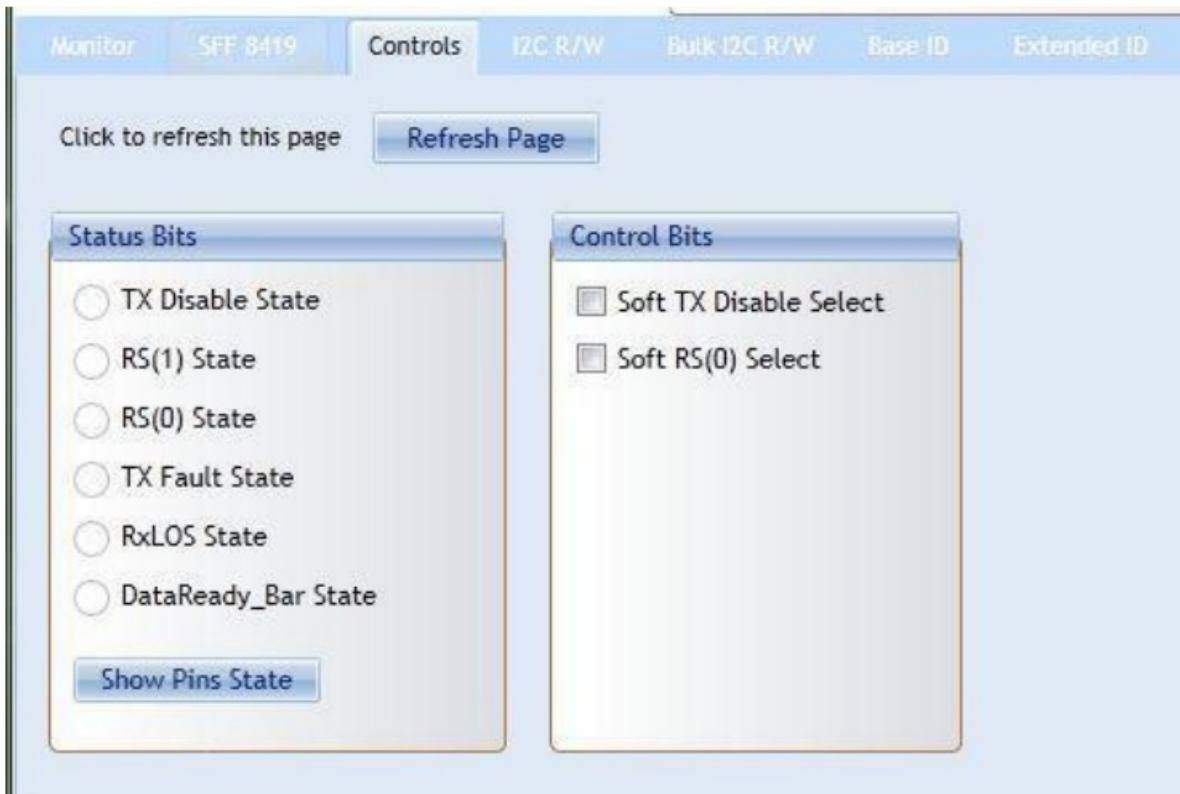 Monitor SFF 8419 Controls I2C R/W Bulk I2C R/W Base ID Extended ID
Click to refresh this page Refresh Page
Status Bits
TX Disable State
RS(1) State
RS(0) State
TX Fault State
RxLOS State
DataReady_Bar State
Show Pins State
Control Bits
Soft TX Disable Select
Soft RS(0) Select